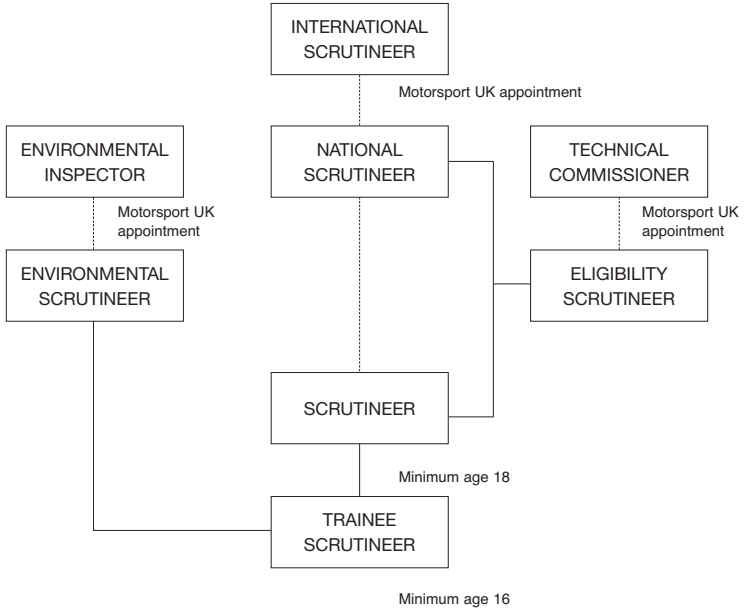 INTERNATIONAL
SCRUTINEER
Motorsport UK appointment
ENVIRONMENTAL
INSPECTOR
NATIONAL
SCRUTINEER
TECHNICAL
COMMISSIONER
Motorsport UK
appointment
Motorsport UK
appointment
ENVIRONMENTAL
SCRUTINEER
ELIGIBILITY
SCRUTINEER
SCRUTINEER
Minimum age 18
TRAINEE
SCRUTINEER
Minimum age 16